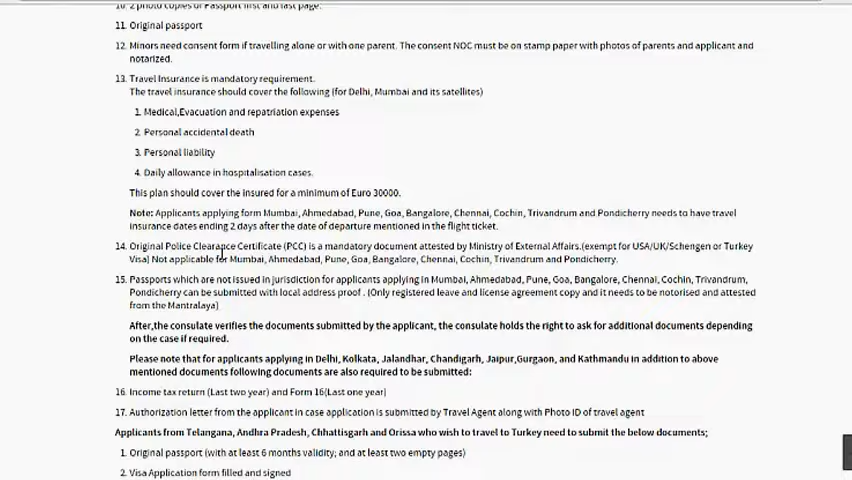 10. 2 photo copies of Passport first and last page.
11. Original passport
12. Minors need consent form if travelling alone or with one parent. The consent NOC must be on stamp paper with photos of parents and applicant and
notarized.
13. Travel Insurance is mandatory requirement.
The travel insurance should cover the following (for Delhi, Mumbai and its satellites)
1. Medical,Evacuation and repatriation expenses
2. Personal accidental death
3. Personal liability
4. Daily allowance in hospitalisation cases.
This plan should cover the insured for a minimum of Euro 30000.
Note: Applicants applying form Mumbai, Ahmedabad, Pune, Goa, Bangalore, Chennai, Cochin, Trivandrum and Pondicherry needs to have travel
insurance dates ending 2 days after the date of departure mentioned in the flight ticket.
14. Original Police Clearance Certificate (PCC) is a mandatory document attested by Ministry of External Affairs.(exempt for USA/UK/Schengen or Turkey
Visa) Not applicable for Mumbai, Ahmedabad, Pune, Goa, Bangalore, Chennai, Cochin, Trivandrum and Pondicherry.
15. Passports which are not issued in jurisdiction for applicants applying in Mumbai, Ahmedabad, Pune, Goa, Bangalore, Chennai, Cochin, Trivandrum,
Pondicherry can be submitted with local address proof . (Only registered leave and license agreement copy and it needs to be notorised and attested
from the Mantralaya)
After,the consulate verifies the documents submitted by the applicant, the consulate holds the right to ask for additional documents depending
on the case if required.
Please note that for applicants applying in Delhi, Kolkata, Jalandhar, Chandigarh, Jaipur,Gurgaon, and Kathmandu in addition to above
mentioned documents following documents are also required to be submitted:
16. Income tax return (Last two year) and Form 16(Last one year)
17. Authorization letter from the applicant in case application is submitted by Travel Agent along with Photo ID of travel agent
Applicants from Telangana, Andhra Pradesh, Chhattisgarh and Orissa who wish to travel to Turkey need to submit the below documents;
1. Original passport (with at least 6 months validity; and at least two empty pages)
2. Visa Application form filled and signed